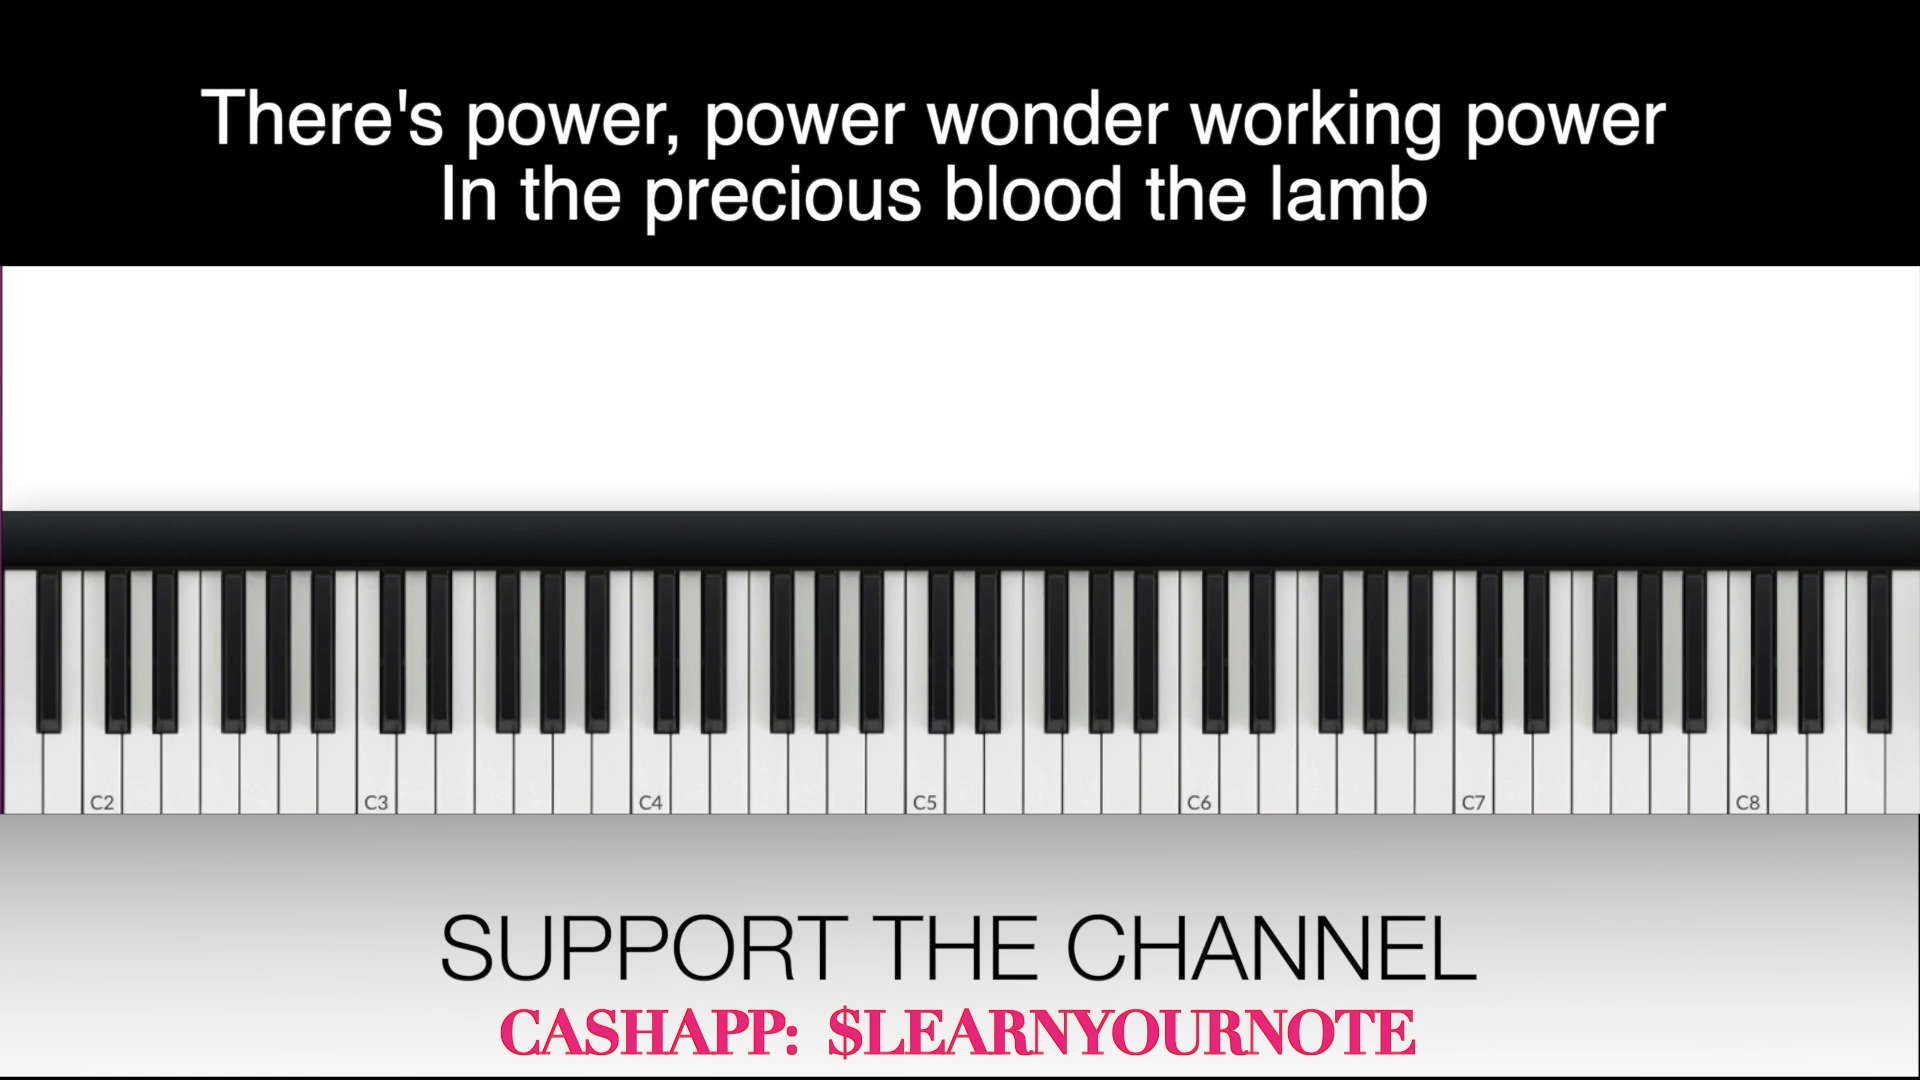 There's power, power wonder working power
In the precious blood the lamb
C2 C3 C4 C5 C6 C7 C8
SUPPORT THE CHANNEL
CASHAPP: $LEARNYOURNOTE